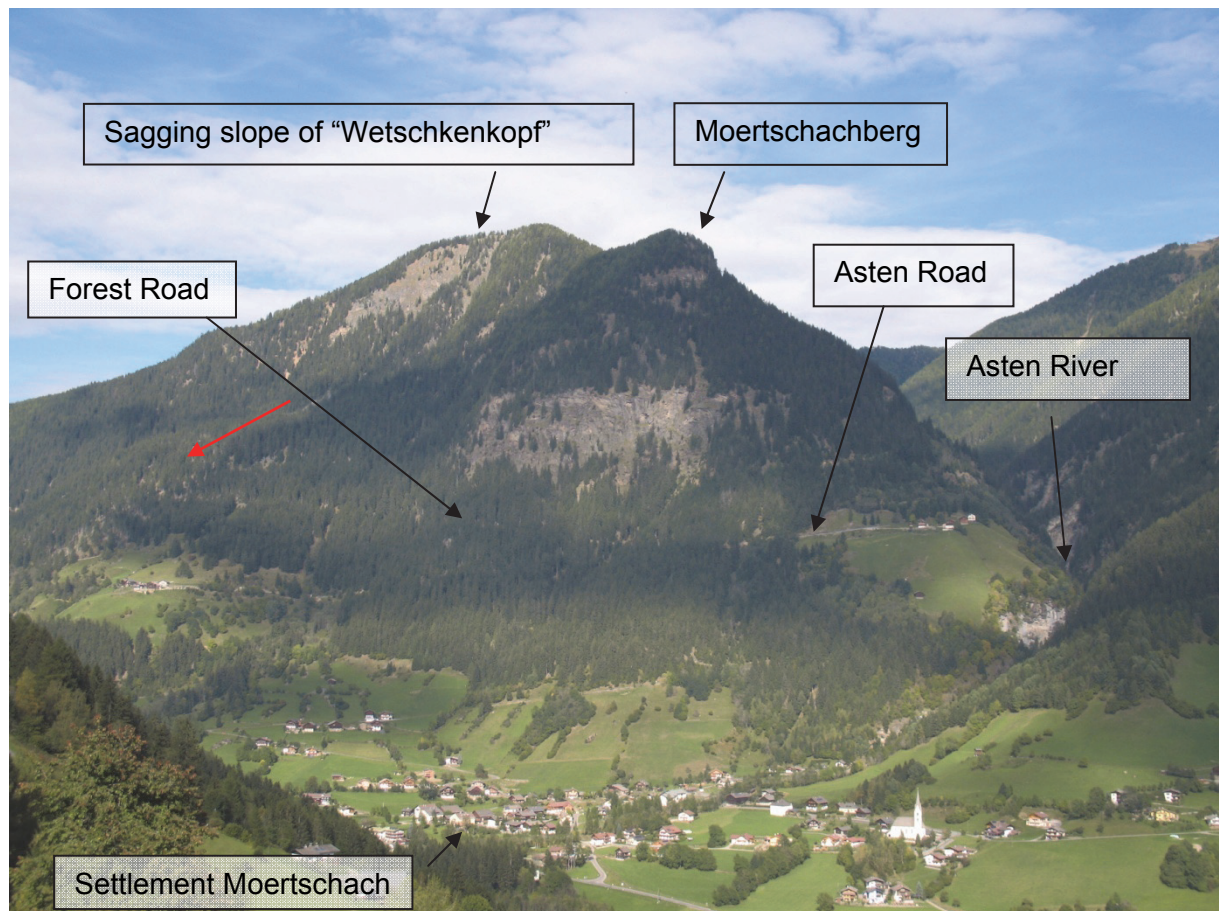 Sagging slope of “Wetschkenkopf”
Moertschachberg
Forest Road
Asten Road
Asten River
Settlement Moertschach